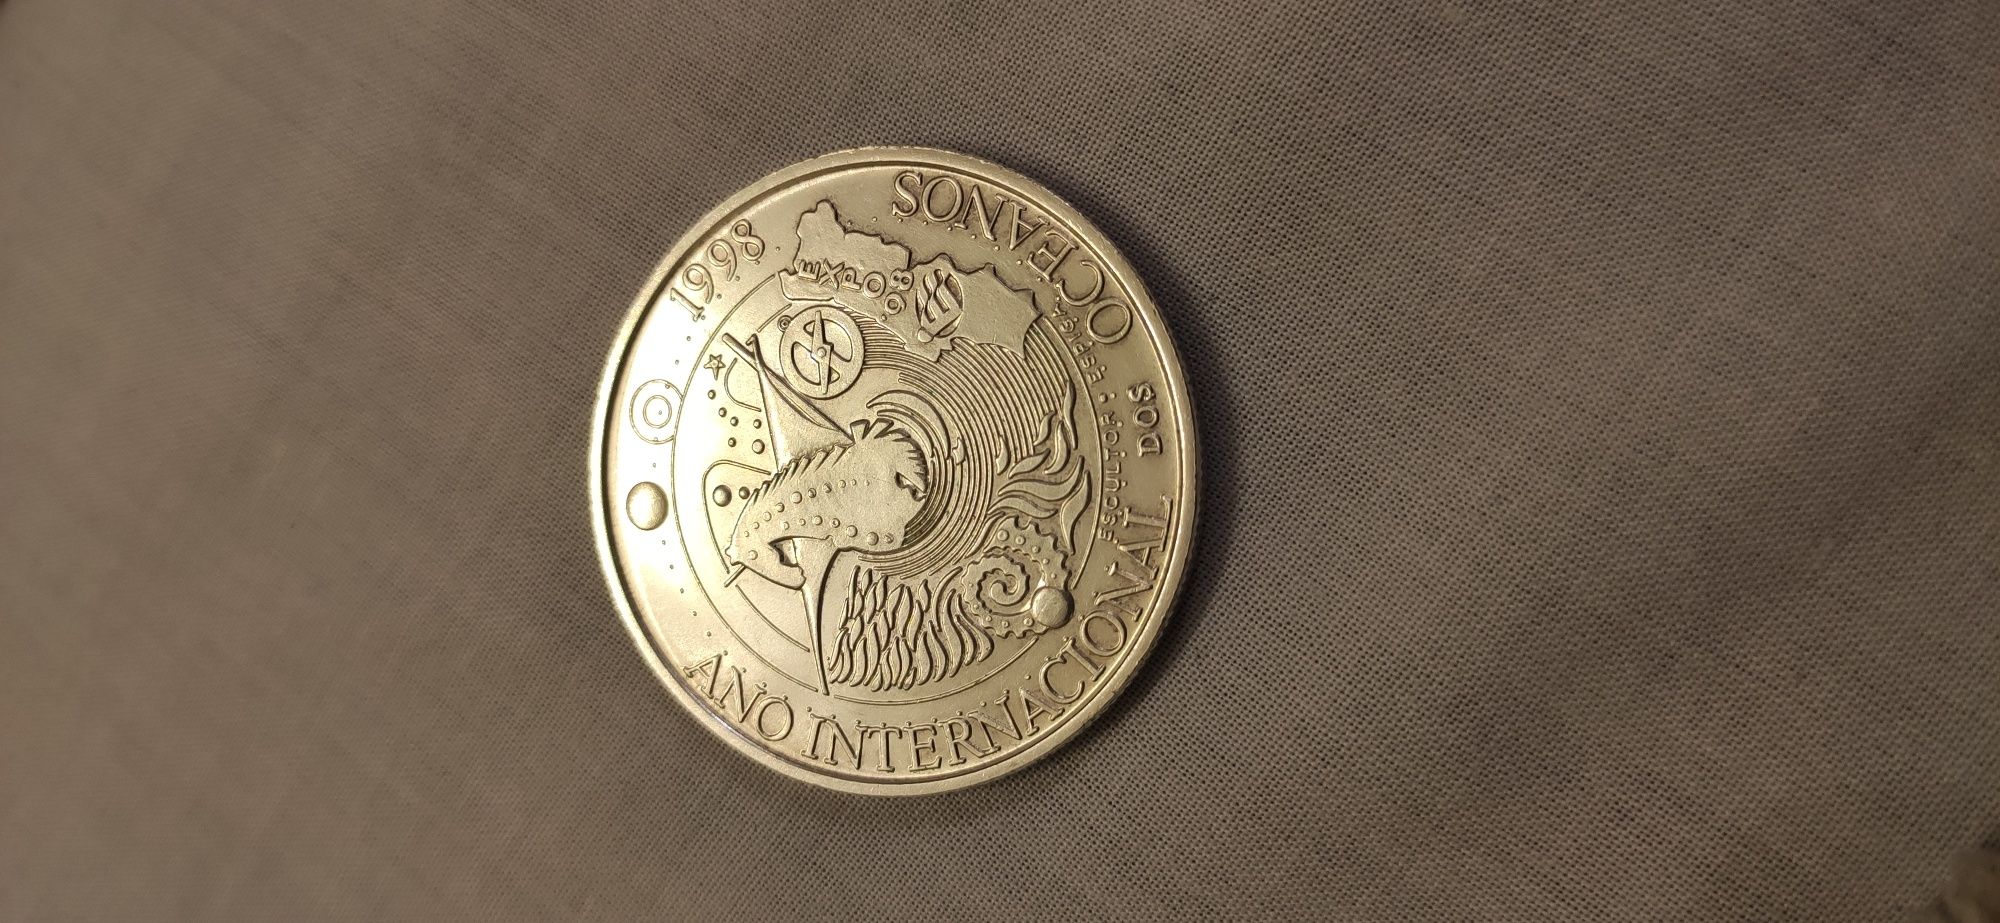 ANO INTERNACIONAL
DOS
OCEANOS
1998
EXPO
98
ESCULTOR: